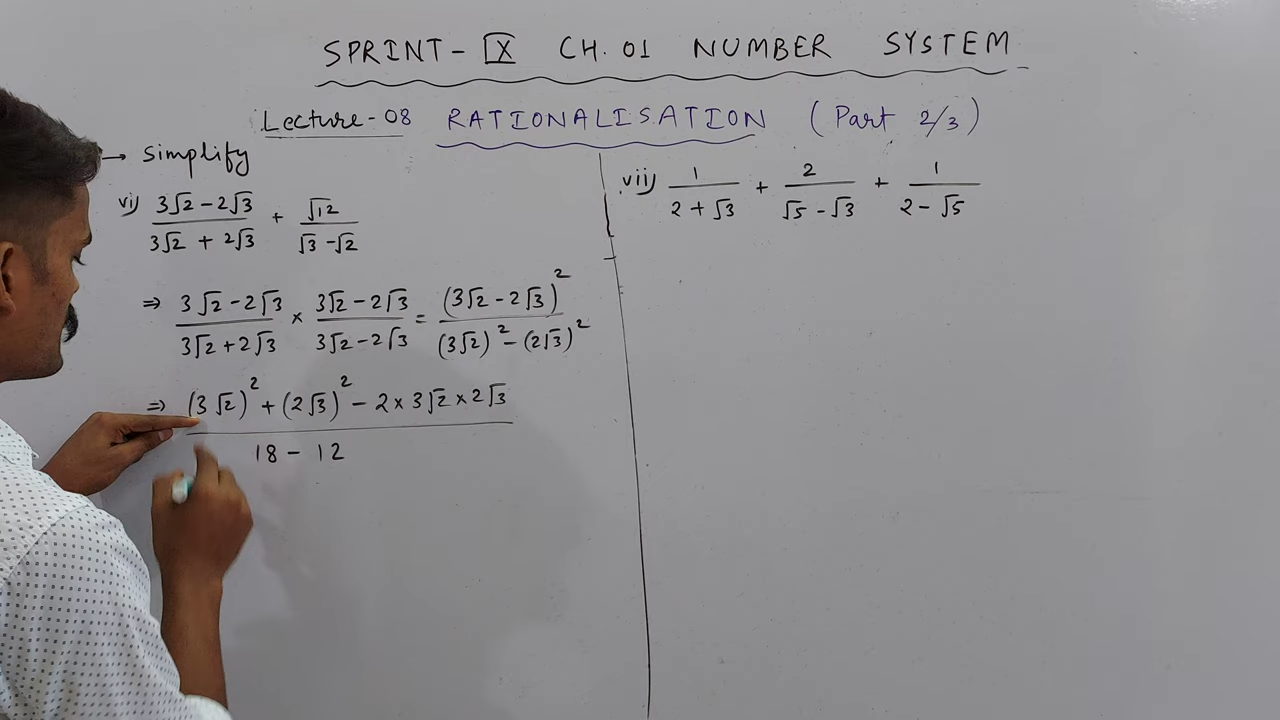 SPRINT - IX CH. 01 NUMBER SYSTEM
Lecture - 08 RATIONALISATION (Part 2/3)
→ Simplify
vi) (3√2 - 2√3)/(3√2 + 2√3) + √12/(√3 - √2)
⇒ (3√2 - 2√3)/(3√2 + 2√3) × (3√2 - 2√3)/(3√2 - 2√3) = (3√2 - 2√3)²/((3√2)² - (2√3)²)
⇒ ((3√2)² + (2√3)² - 2 × 3√2 × 2√3)/(18 - 12)
vii) 1/(2 + √3) + 2/(√5 - √3) + 1/(2 - √5)